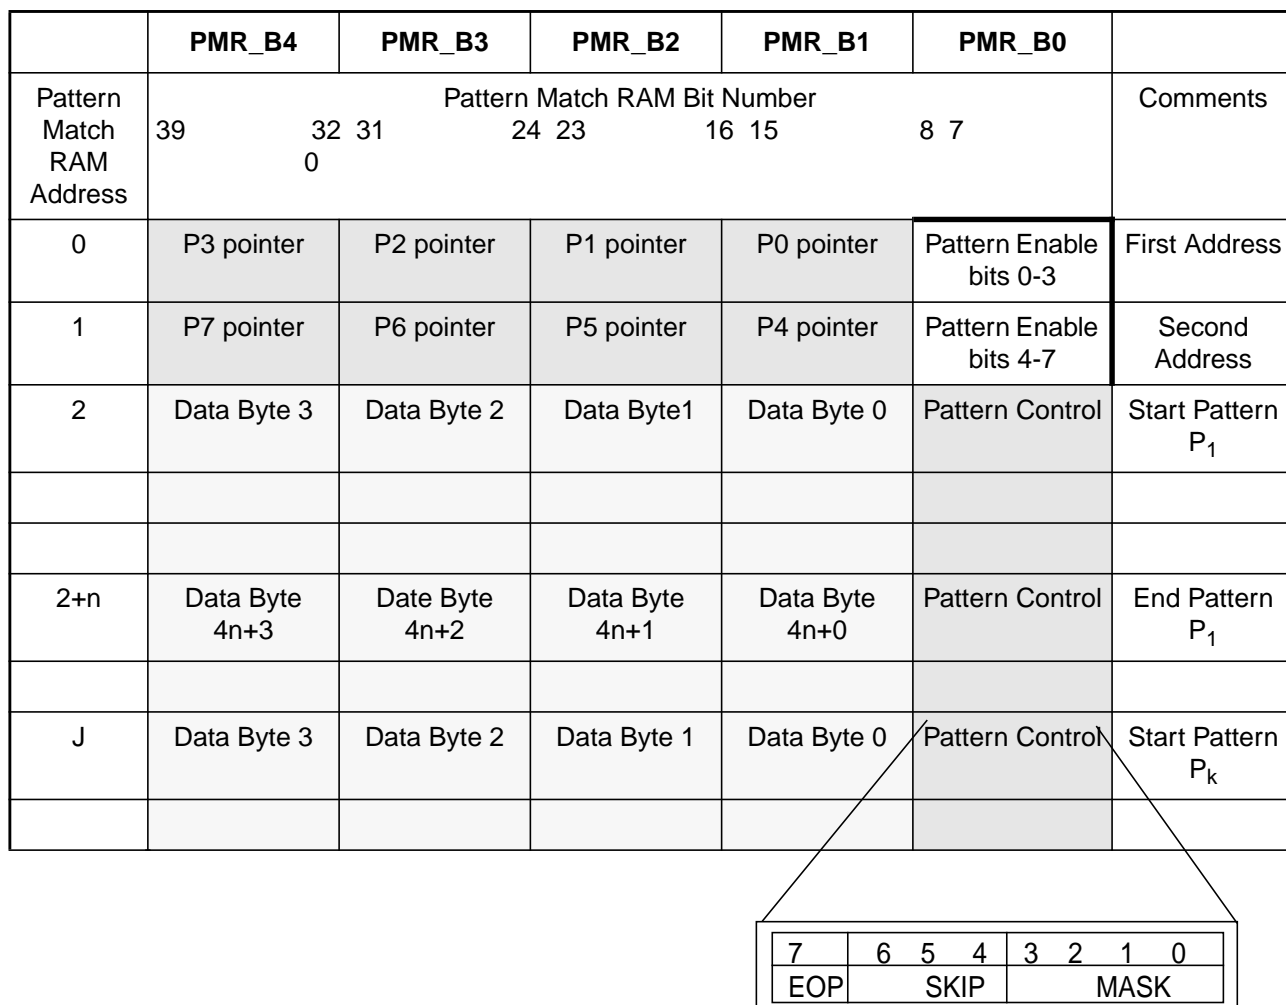 PMR_B4 PMR_B3 PMR_B2 PMR_B1 PMR_B0
Pattern Match RAM Address
Pattern Match RAM Bit Number
39 32 31 24 23 16 15 8 7
0
Comments
0 P3 pointer P2 pointer P1 pointer P0 pointer Pattern Enable bits 0-3 First Address
1 P7 pointer P6 pointer P5 pointer P4 pointer Pattern Enable bits 4-7 Second Address
2 Data Byte 3 Data Byte 2 Data Byte1 Data Byte 0 Pattern Control Start Pattern P1
2+n Data Byte 4n+3 Date Byte 4n+2 Data Byte 4n+1 Data Byte 4n+0 Pattern Control End Pattern P1
J Data Byte 3 Data Byte 2 Data Byte 1 Data Byte 0 Pattern Control Start Pattern Pk
7 6 5 4 3 2 1 0
EOP SKIP MASK